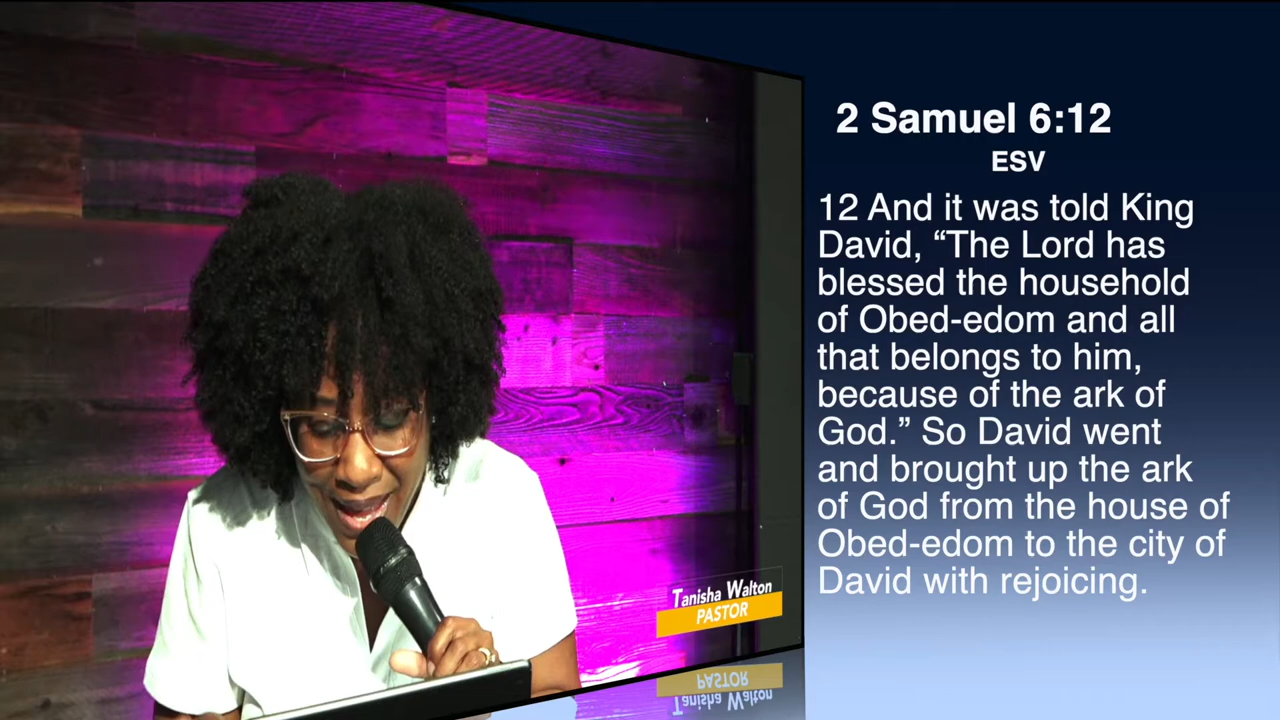 2 Samuel 6:12
ESV
12 And it was told King
David, “The Lord has
blessed the household
of Obed-edom and all
that belongs to him,
because of the ark of
God.” So David went
and brought up the ark
of God from the house of
Obed-edom to the city of
David with rejoicing.
Tanisha Walton
PASTOR
PASTOR
Tanisha Walton